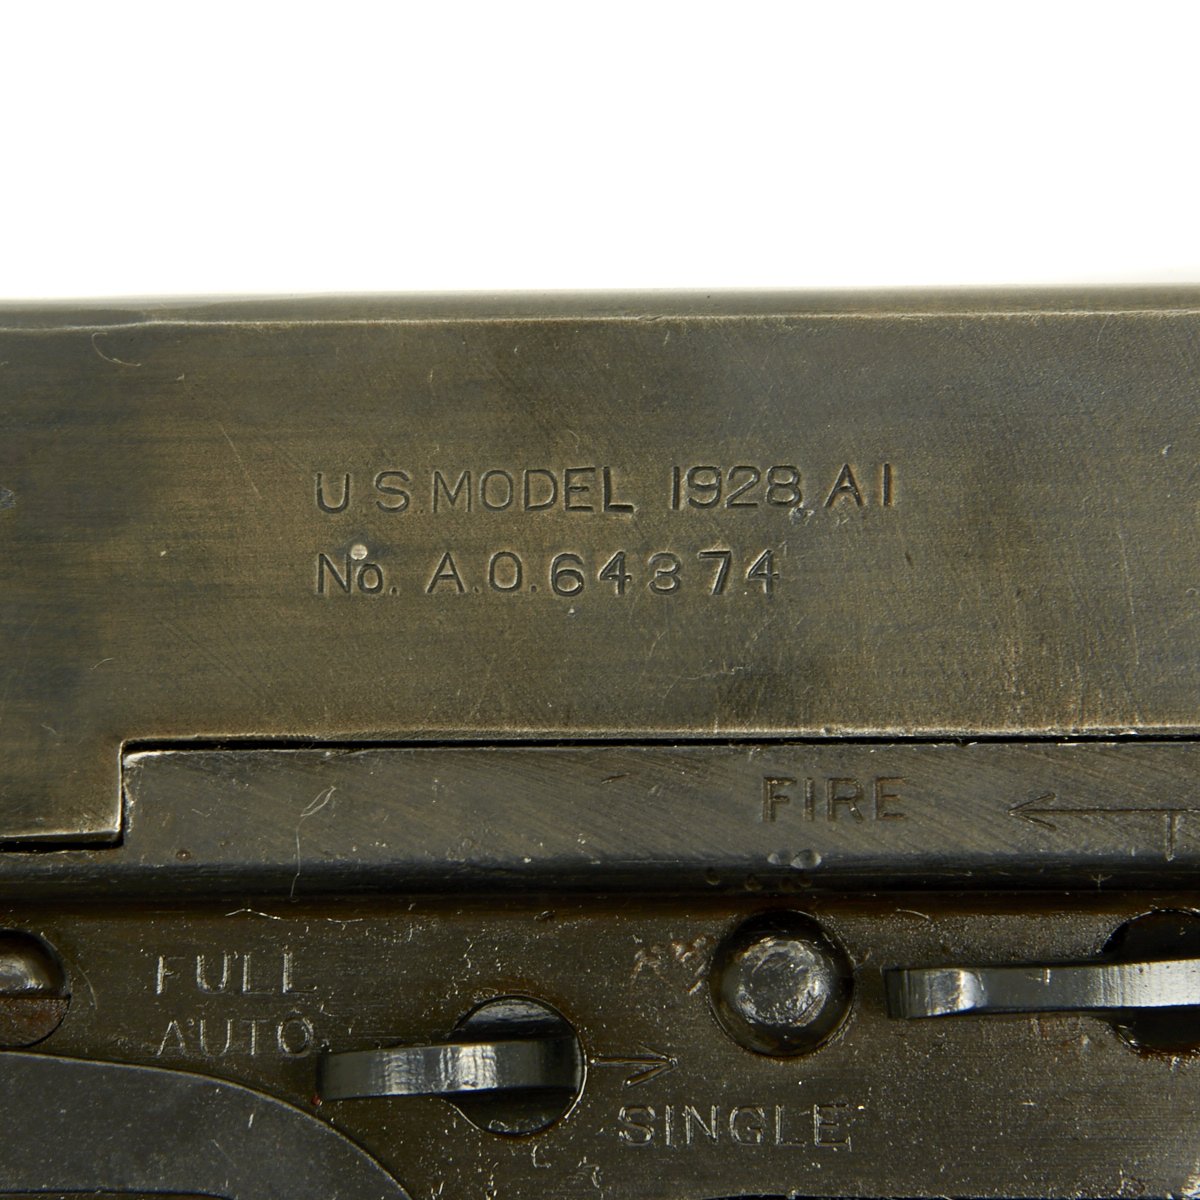 U.S. MODEL 1928 A1
No. A.O.64374
FIRE
FULL
AUTO
SINGLE